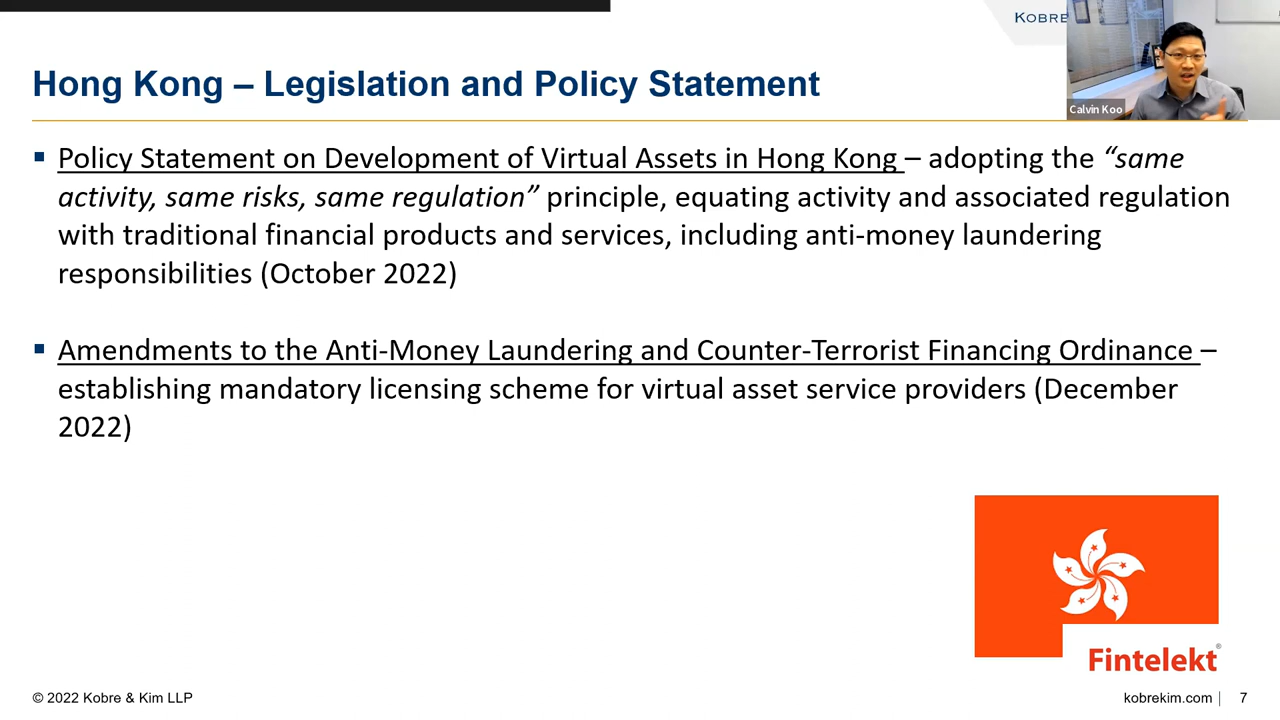 KOBRE
Calvin Koo
Hong Kong – Legislation and Policy Statement
▪ Policy Statement on Development of Virtual Assets in Hong Kong – adopting the “same
activity, same risks, same regulation” principle, equating activity and associated regulation
with traditional financial products and services, including anti-money laundering
responsibilities (October 2022)
▪ Amendments to the Anti-Money Laundering and Counter-Terrorist Financing Ordinance –
establishing mandatory licensing scheme for virtual asset service providers (December
2022)
Fintelekt®
© 2022 Kobre & Kim LLP
kobrekim.com | 7